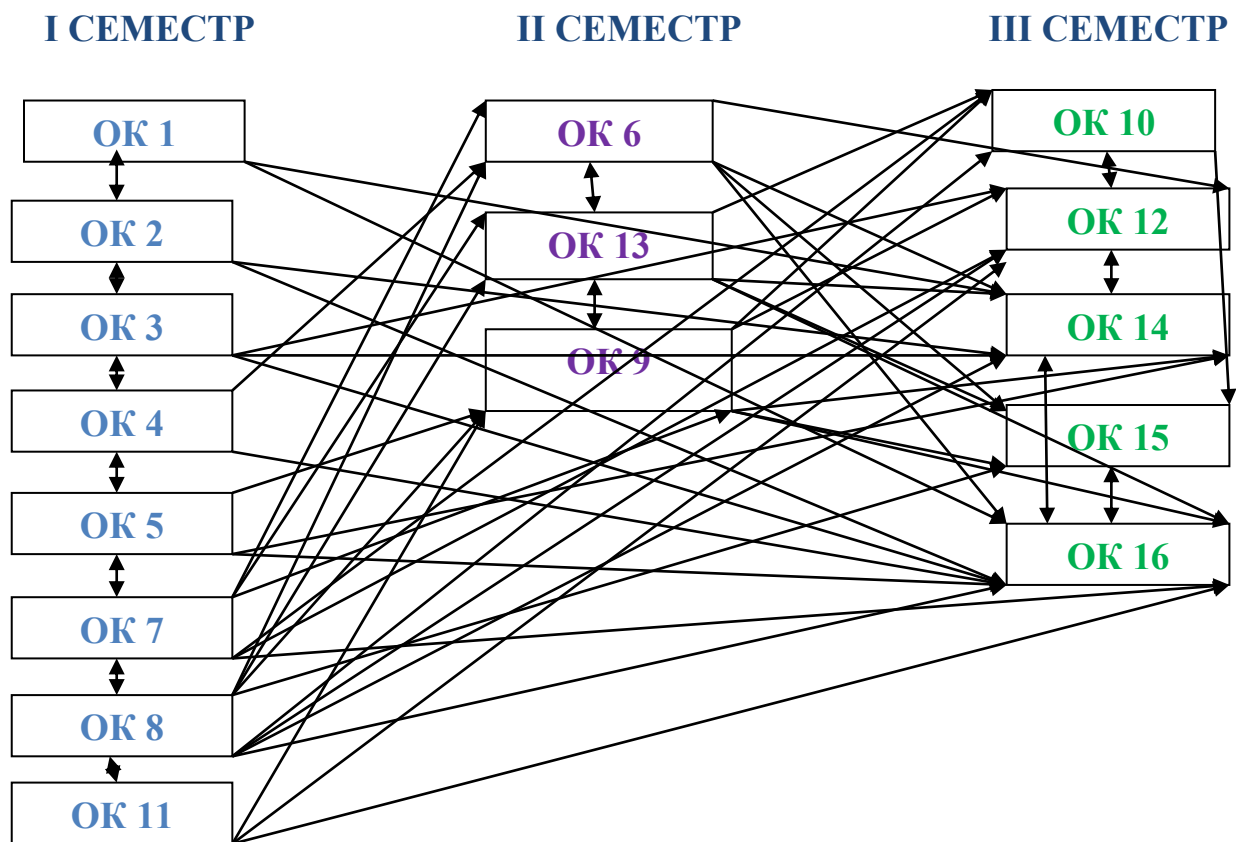 I СЕМЕСТР II СЕМЕСТР III СЕМЕСТР
ОК 1 ОК 6 ОК 10
ОК 2 ОК 13 ОК 12
ОК 3 ОК 9 ОК 14
ОК 4 ОК 15
ОК 5 ОК 16
ОК 7
ОК 8
ОК 11